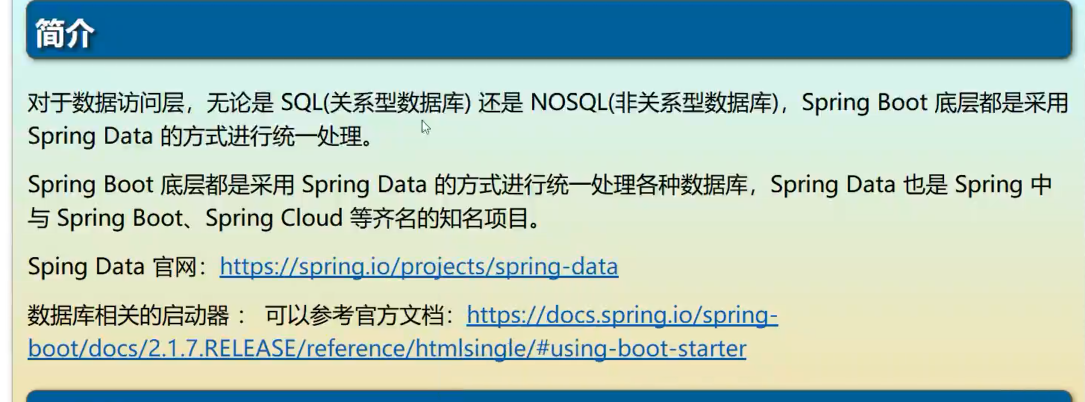 简介
对于数据访问层，无论是 SQL(关系型数据库) 还是 NOSQL(非关系型数据库)，Spring Boot 底层都是采用
Spring Data 的方式进行统一处理。
Spring Boot 底层都是采用 Spring Data 的方式进行统一处理各种数据库，Spring Data 也是 Spring 中
与 Spring Boot、Spring Cloud 等齐名的知名项目。
Sping Data 官网：https://spring.io/projects/spring-data
数据库相关的启动器 ： 可以参考官方文档：https://docs.spring.io/spring-
boot/docs/2.1.7.RELEASE/reference/htmlsingle/#using-boot-starter